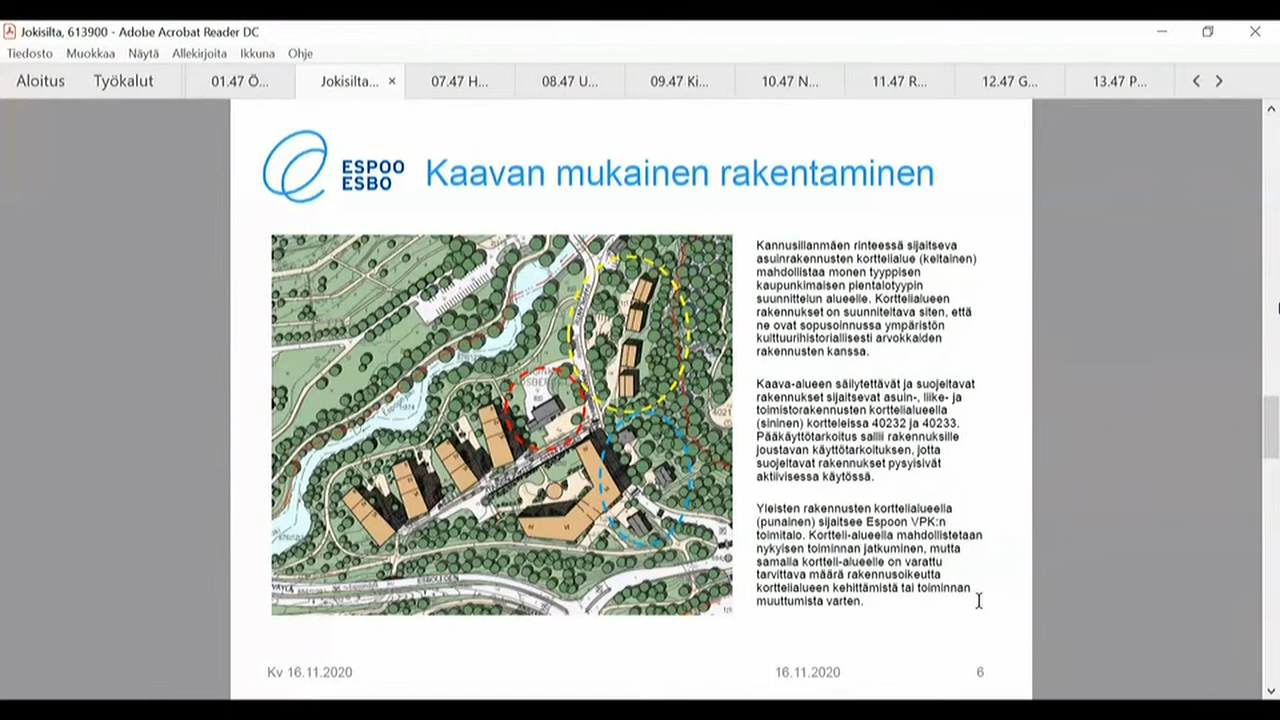 Jokisilta, 613900 - Adobe Acrobat Reader DC
Tiedosto Muokkaa Näytä Allekirjoita Ikkuna Ohje
Aloitus Työkalut 01.47 Ö... Jokisilta... × 07.47 H... 08.47 U... 09.47 Ki... 10.47 N... 11.47 R... 12.47 G... 13.47 P...
ESPOO
ESBO
Kaavan mukainen rakentaminen
Kannusillanmäen rinteessä sijaitseva
asuinrakennusten korttelialue (keltainen)
mahdollistaa monen tyyppisen
kaupunkimaisen pientalotyypin
suunnittelun alueelle. Korttelialueen
rakennukset on suunniteltava siten, että
ne ovat sopusoinnussa ympäristön
kulttuurihistoriallisesti arvokkaiden
rakennusten kanssa.
Kaava-alueen säilytettävät ja suojeltavat
rakennukset sijaitsevat asuin-, liike- ja
toimistorakennusten korttelialueella
(sininen) kortteleissa 40232 ja 40233.
Pääkäyttötarkoitus sallii rakennuksille
joustavan käyttötarkoituksen, jotta
suojeltavat rakennukset pysyisivät
aktiivisessa käytössä.
Yleisten rakennusten korttelialueella
(punainen) sijaitsee Espoon VPK:n
toimitalo. Kortteli-alueella mahdollistetaan
nykyisen toiminnan jatkuminen, mutta
samalla kortteli-alueelle on varattu
tarvittava määrä rakennusoikeutta
korttelialueen kehittämistä tai toiminnan
muuttumista varten.
4021
VI
Kv 16.11.2020 16.11.2020 6